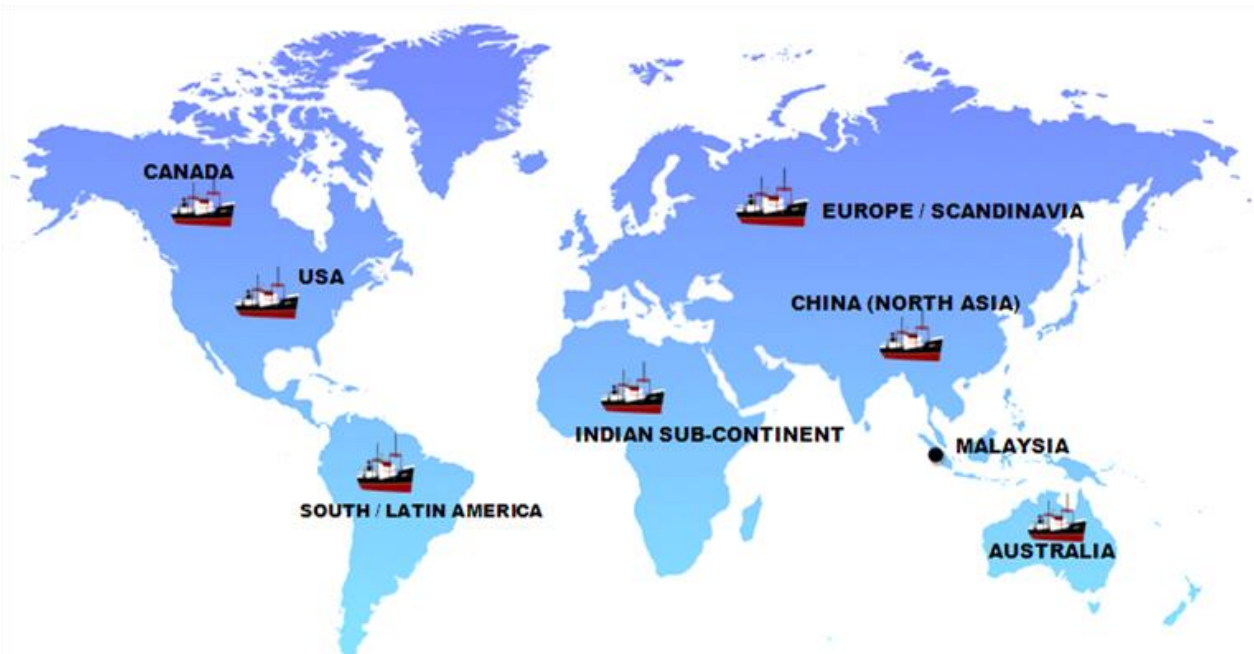 CANADA
EUROPE / SCANDINAVIA
USA
CHINA (NORTH ASIA)
INDIAN SUB-CONTINENT
MALAYSIA
SOUTH / LATIN AMERICA
AUSTRALIA